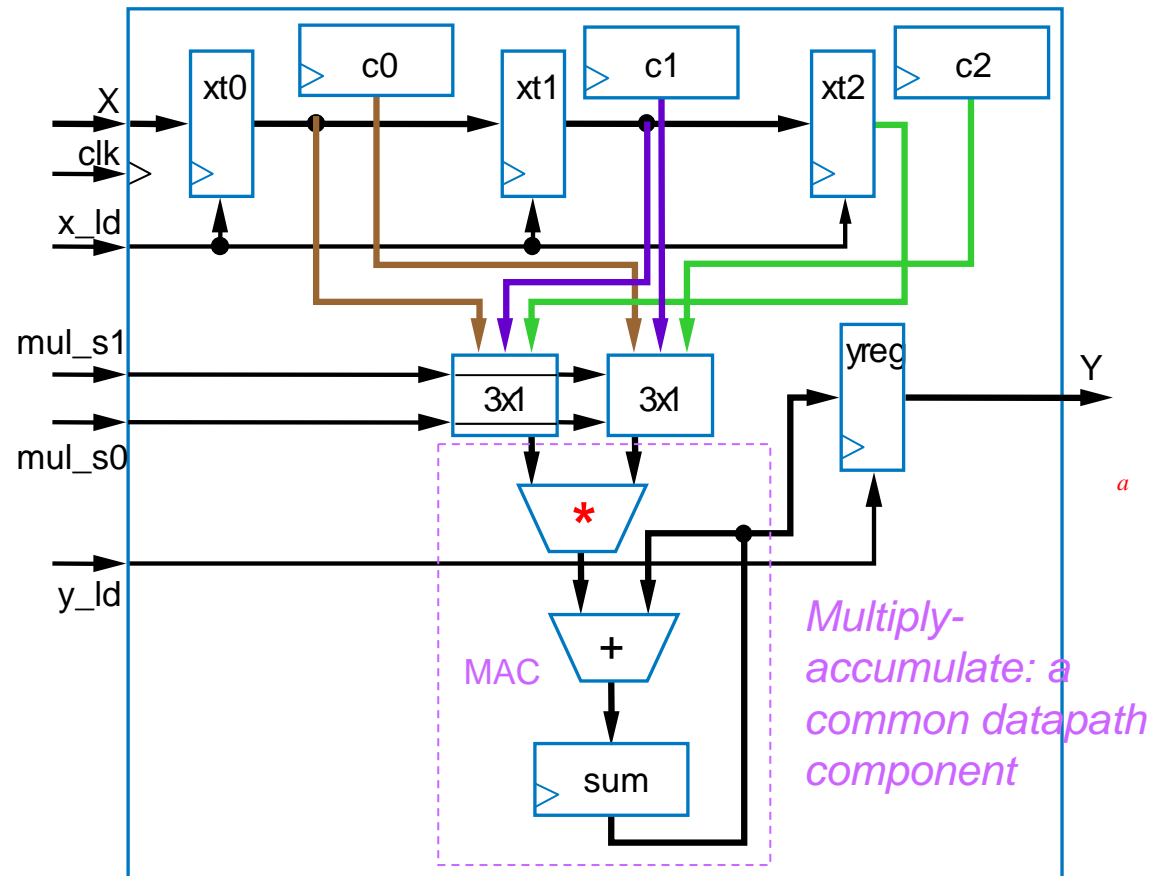 c0
c1
c2
xt0
xt1
xt2
X
clk
x_ld
mul_s1
3x1
3x1
yreg
Y
mul_s0
*
a
y_ld
+
MAC
Multiply-
accumulate: a
common datapath
component
sum